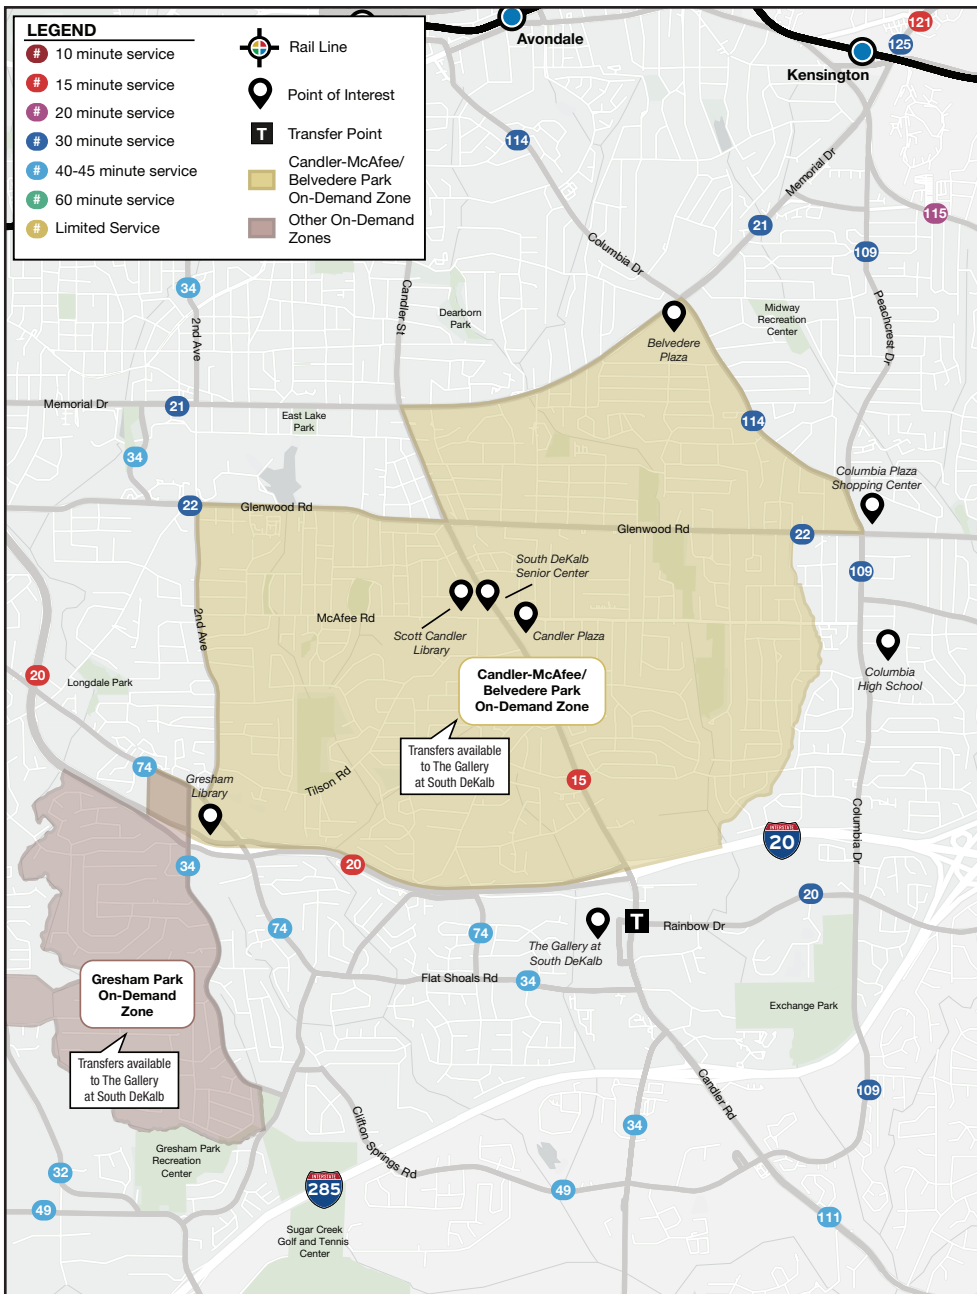 LEGEND
# 10 minute service
# 15 minute service
# 20 minute service
# 30 minute service
# 40-45 minute service
# 60 minute service
# Limited Service
Rail Line
Point of Interest
T Transfer Point
Candler-McAfee/
Belvedere Park
On-Demand Zone
Other On-Demand
Zones
Avondale
121
125
Kensington
114
Memorial Dr
115
21
109
Columbia Dr
34
Candler St
2nd Ave
Dearborn
Park
Midway
Recreation
Center
Peachcrest Dr
Belvedere
Plaza
Memorial Dr
21
East Lake
Park
114
34
Columbia Plaza
Shopping Center
22
Glenwood Rd
Glenwood Rd
22
109
South DeKalb
Senior Center
2nd Ave
McAfee Rd
Scott Candler
Library
Candler Plaza
20
Longdale Park
Candler-McAfee/
Belvedere Park
On-Demand Zone
Columbia
High School
Transfers available
to The Gallery
at South DeKalb
74
Gresham
Library
Tilson Rd
15
Columbia Dr
INTERSTATE
20
34
20
20
74
74
T
Rainbow Dr
The Gallery at
South DeKalb
Flat Shoals Rd
34
Gresham Park
On-Demand
Zone
Exchange Park
Transfers available
to The Gallery
at South DeKalb
Candler Rd
109
Clifton Springs Rd
34
Gresham Park
Recreation
Center
32
INTERSTATE
285
49
49
111
Sugar Creek
Golf and Tennis
Center